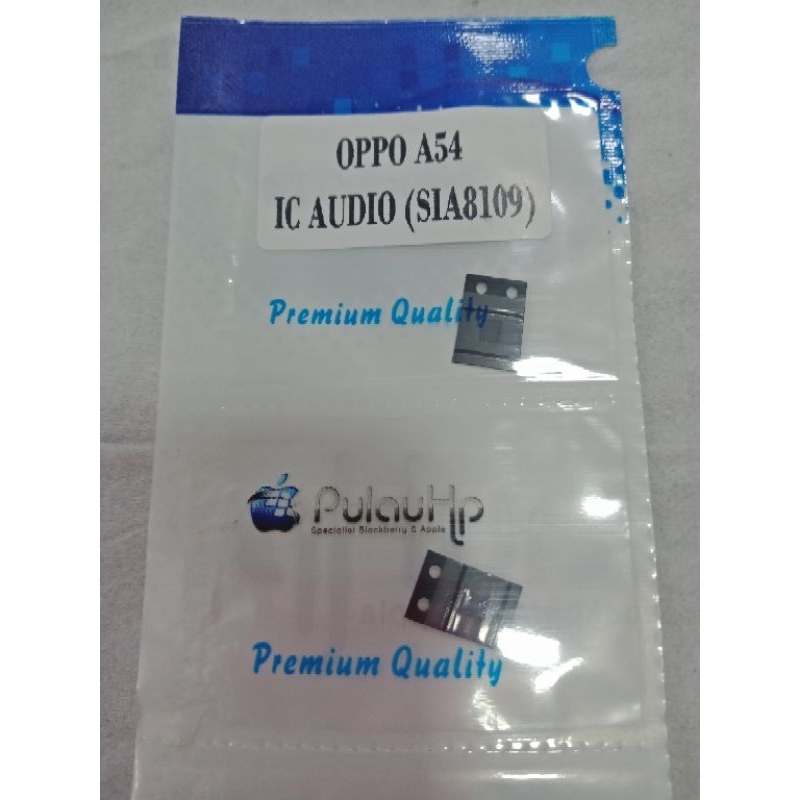 OPPO A54
IC AUDIO (SIA8109)
Premium Quality
PulauHp
Specialist Blackberry & Apple
Premium Quality